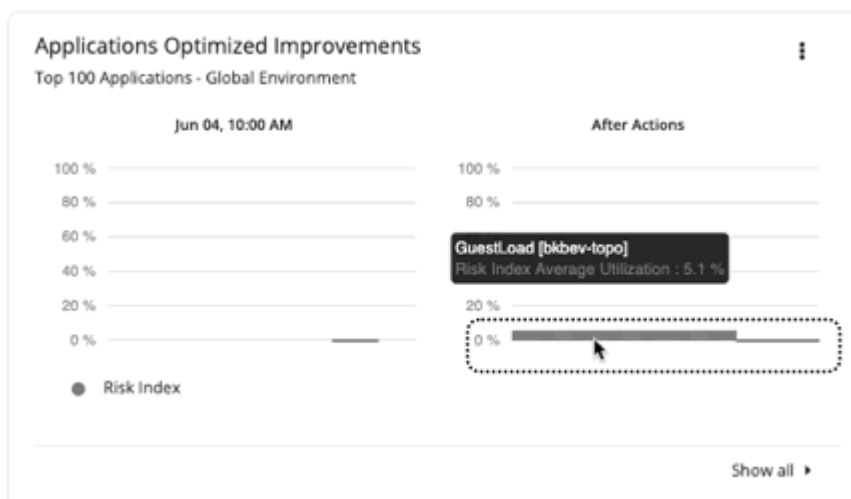 Applications Optimized Improvements
Top 100 Applications - Global Environment
Jun 04, 10:00 AM
100 %
80 %
60 %
40 %
20 %
0 %
Risk Index
After Actions
100 %
80 %
GuestLoad [bkbev-topo]
Risk Index Average Utilization : 5.1 %
20 %
0 %
Show all